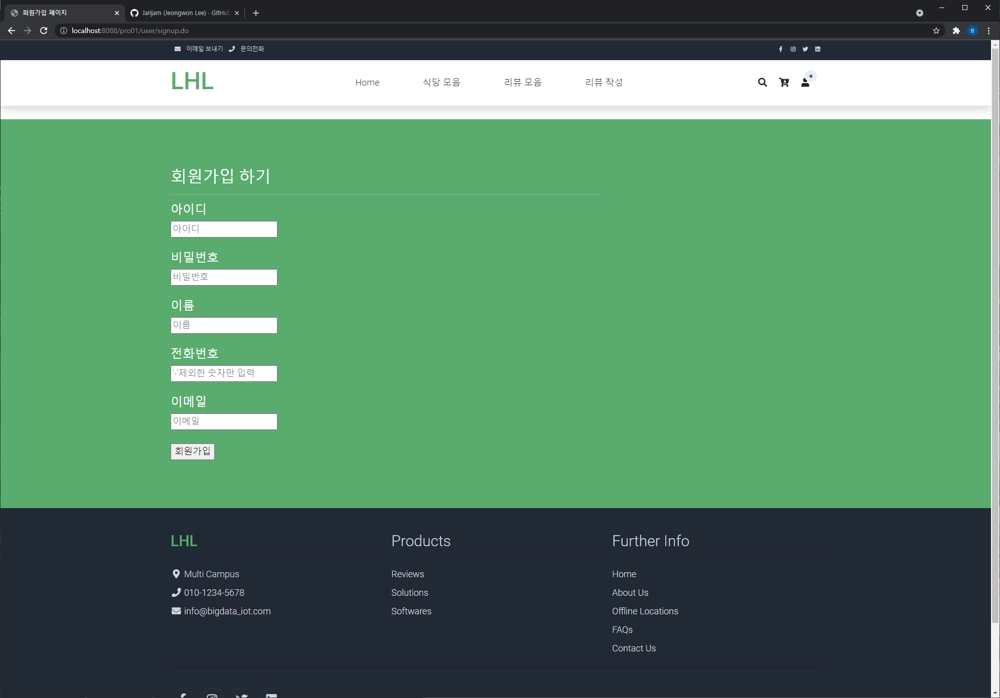 회원가입 페이지
Jarijam (Jeongwon Lee) · GitHub
localhost:8088/pro01/user/signup.do
잠
이메일 보내기 문의전화
LHL
Home 식당 모음 리뷰 모음 리뷰 작성
+
회원가입 하기
아이디
아이디
비밀번호
비밀번호
이름
이름
전화번호
'-'제외한 숫자만 입력
이메일
이메일
회원가입
LHL
Multi Campus
010-1234-5678
info@bigdata_iot.com
Products
Reviews
Solutions
Softwares
Further Info
Home
About Us
Offline Locations
FAQs
Contact Us